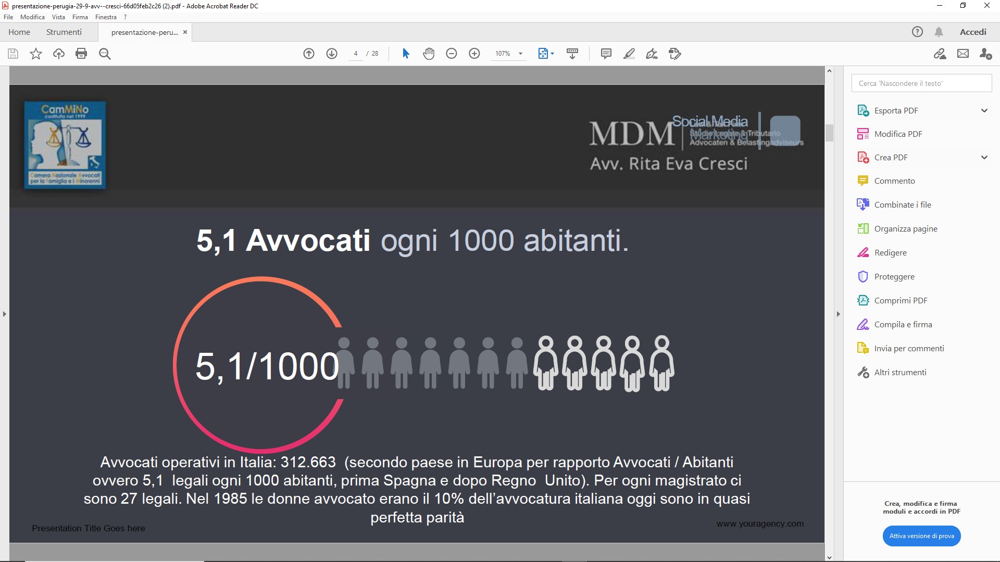 presentazione-perugia-29-9-avv--cresci-66d05feb2c26 (2).pdf - Adobe Acrobat Reader DC
File Modifica Vista Firma Finestra ?
Home Strumenti presentazione-peru... × Accedi
4 / 28 107%
Cerca 'Nascondere il testo'
Esporta PDF
Modifica PDF
Crea PDF
Commento
Combinate i file
Organizza pagine
Redigere
Proteggere
Comprimi PDF
Compila e firma
Invia per commenti
Altri strumenti
Crea, modifica e firma
moduli e accordi in PDF
Attiva versione di prova
CamMiNo
costituita nel 1999
Camera Nazionale Avvocati
per la Famiglia e i Minorenni
Social Media
Marketing
MDM
Law & Tax Firm
Studio Legale & Tributario
Advocaten & Belastingadviseurs
Avv. Rita Eva Cresci
5,1 Avvocati ogni 1000 abitanti.
5,1/1000
Avvocati operativi in Italia: 312.663 (secondo paese in Europa per rapporto Avvocati / Abitanti
ovvero 5,1 legali ogni 1000 abitanti, prima Spagna e dopo Regno Unito). Per ogni magistrato ci
sono 27 legali. Nel 1985 le donne avvocato erano il 10% dell’avvocatura italiana oggi sono in quasi
perfetta parità
Presentation Title Goes here
www.youragency.com